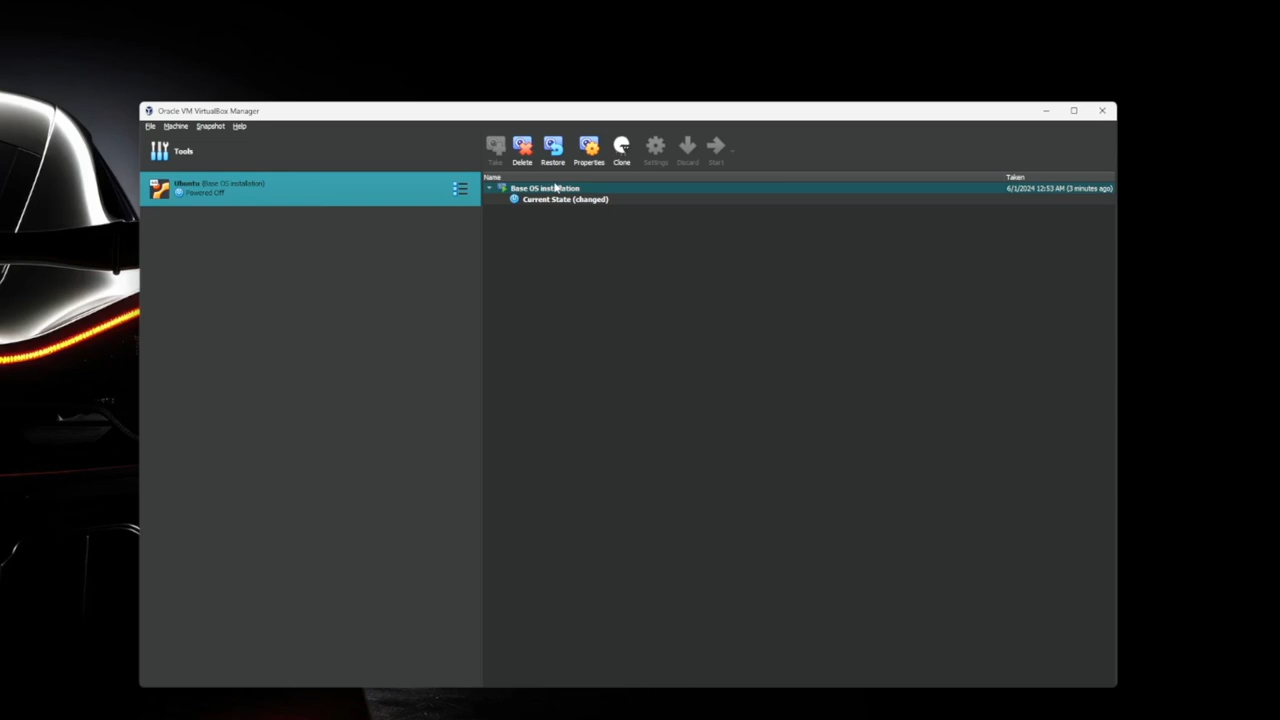 Oracle VM VirtualBox Manager
File Machine Snapshot Help
Tools
Take Delete Restore Properties Clone Settings Discard Start
Ubuntu (Base OS installation)
Powered Off
Name Taken
Base OS installation 6/1/2024 12:53 AM (3 minutes ago)
Current State (changed)